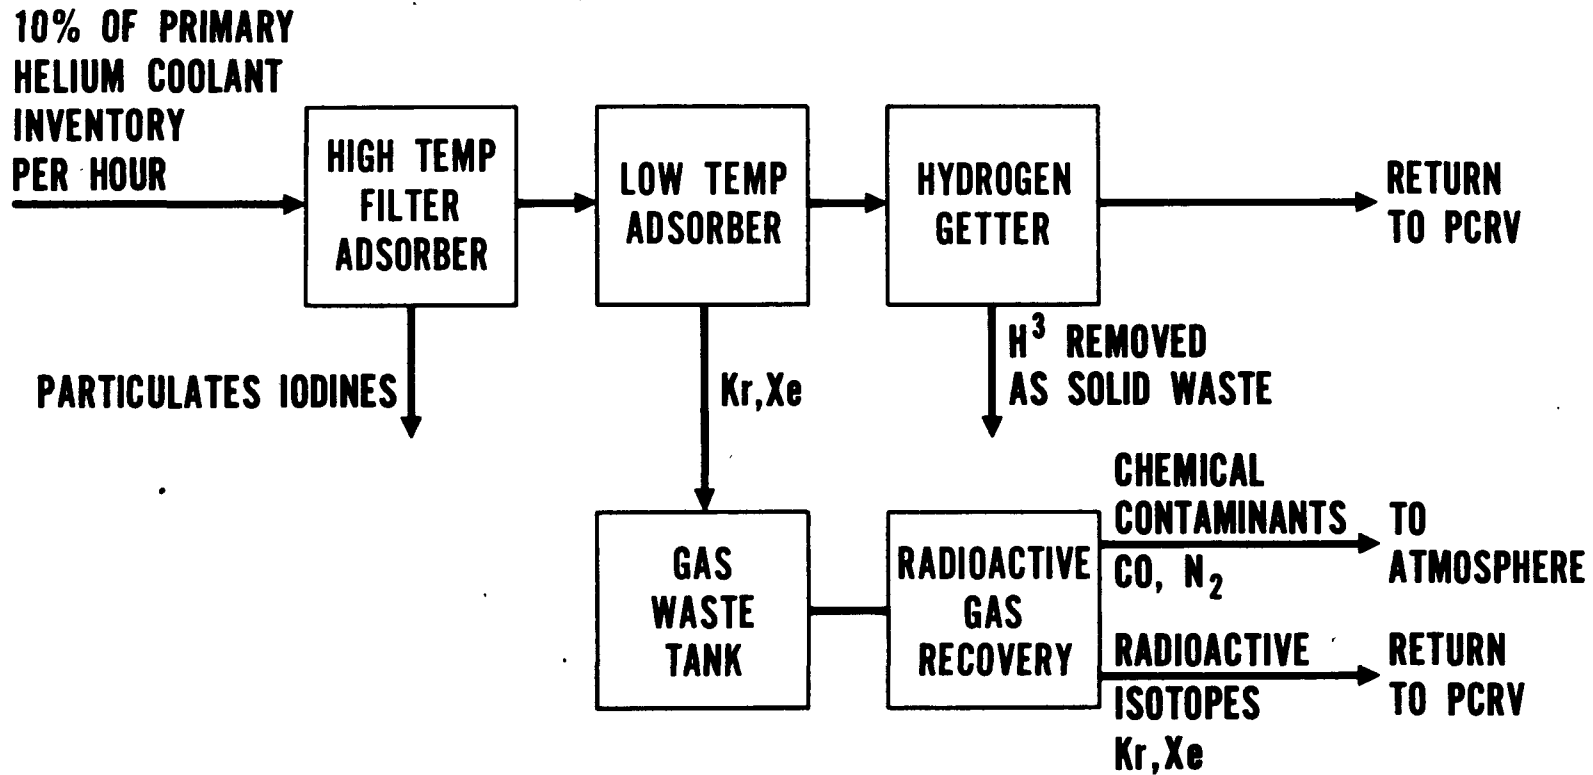 10% OF PRIMARY
HELIUM COOLANT
INVENTORY
PER HOUR
HIGH TEMP
FILTER
ADSORBER
LOW TEMP
ADSORBER
HYDROGEN
GETTER
RETURN
TO PCRV
PARTICULATES IODINES
Kr,Xe
H³ REMOVED
AS SOLID WASTE
GAS
WASTE
TANK
RADIOACTIVE
GAS
RECOVERY
CHEMICAL
CONTAMINANTS
CO, N₂
TO
ATMOSPHERE
RADIOACTIVE
ISOTOPES
Kr,Xe
RETURN
TO PCRV